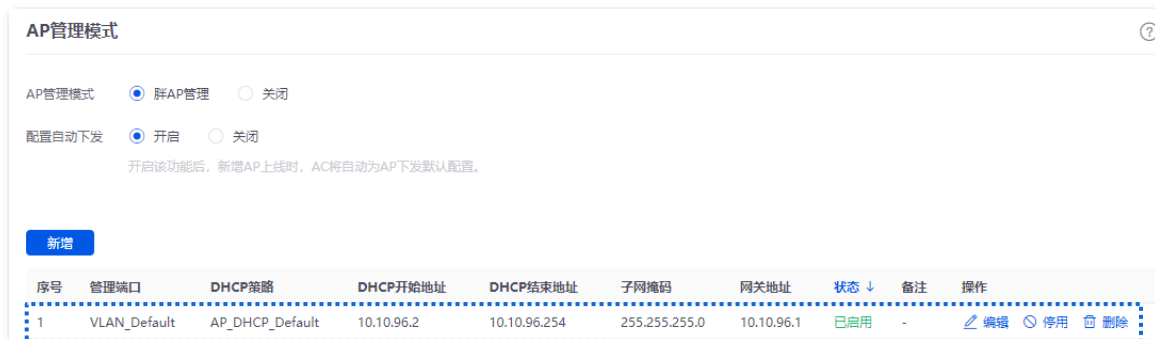 AP管理模式
AP管理模式 胖AP管理 关闭
配置自动下发 开启 关闭
开启该功能后，新增AP上线时，AC将自动为AP下发默认配置。
新增
序号 管理端口 DHCP策略 DHCP开始地址 DHCP结束地址 子网掩码 网关地址 状态↓ 备注 操作
1 VLAN_Default AP_DHCP_Default 10.10.96.2 10.10.96.254 255.255.255.0 10.10.96.1 已启用 - 编辑 停用 删除